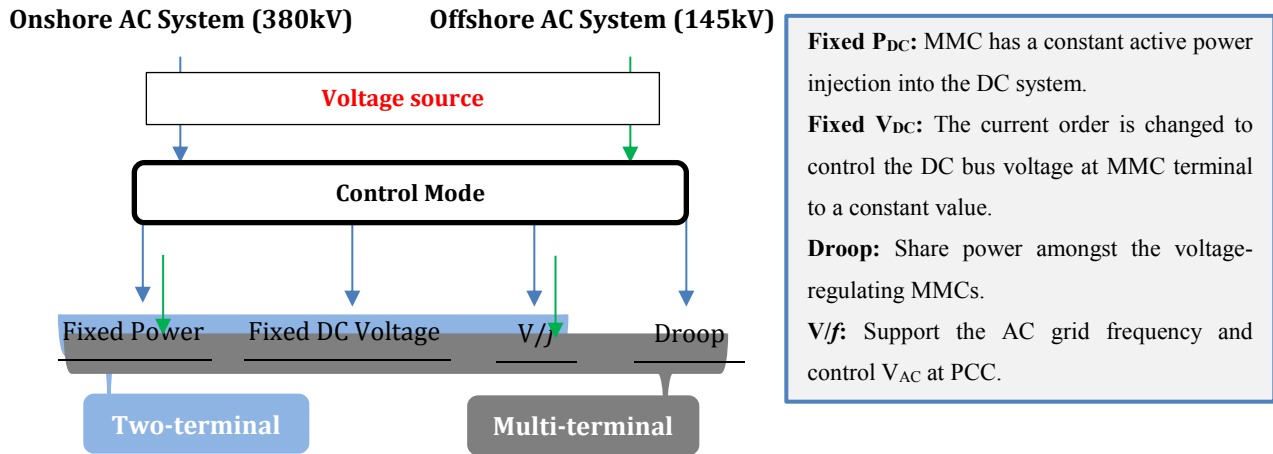 Onshore AC System (380kV)
Offshore AC System (145kV)
Voltage source
Control Mode
Fixed Power
Fixed DC Voltage
V/f
Droop
Two-terminal
Multi-terminal
Fixed PDC: MMC has a constant active power
injection into the DC system.
Fixed VDC: The current order is changed to
control the DC bus voltage at MMC terminal
to a constant value.
Droop: Share power amongst the voltage-
regulating MMCs.
V/f: Support the AC grid frequency and
control VAC at PCC.